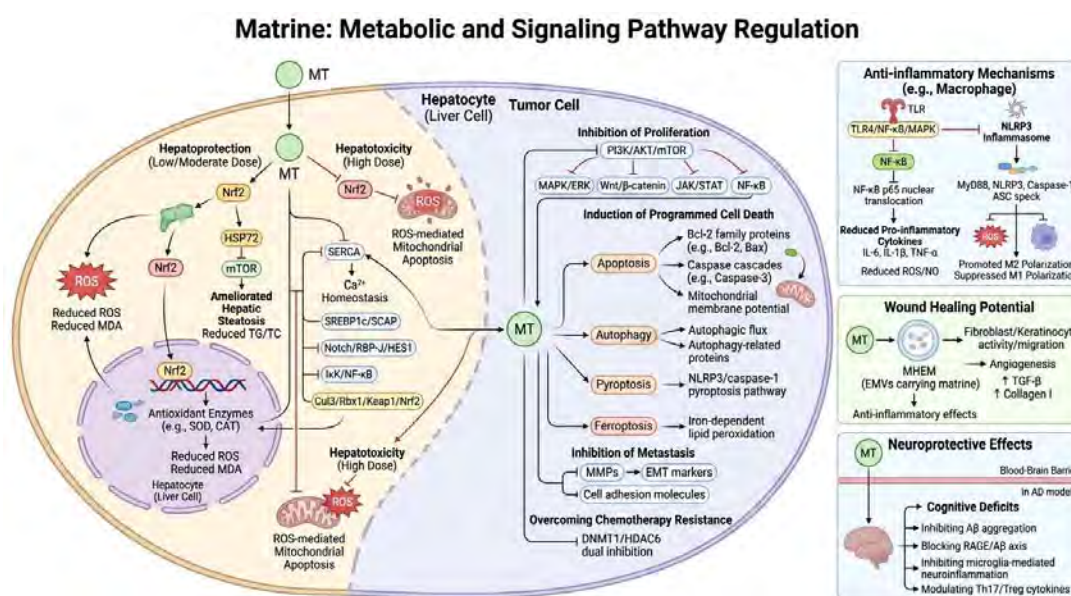 Matrine: Metabolic and Signaling Pathway Regulation
MT
Hepatoprotection
(Low/Moderate Dose)
MT
Hepatotoxicity
(High Dose)
Nrf2
Nrf2
ROS
ROS-mediated
Mitochondrial
Apoptosis
HSP72
mTOR
Ameliorated
Hepatic
Steatosis
Reduced TG/TC
ROS
Reduced ROS
Reduced MDA
Nrf2
Nrf2
Antioxidant Enzymes
(e.g., SOD, CAT)
Reduced ROS
Reduced MDA
Hepatocyte
(Liver Cell)
SERCA
Ca²⁺
Homeostasis
SREBP1c/SCAP
Notch/RBP-J/HES1
IκK/NF-κB
Cul3/Rbx1/Keap1/Nrf2
Hepatotoxicity
(High Dose)
ROS
ROS-mediated
Mitochondrial
Apoptosis
Hepatocyte
(Liver Cell)
Tumor Cell
Inhibition of Proliferation
PI3K/AKT/mTOR
MAPK/ERK
Wnt/β-catenin
JAK/STAT
NF-κB
Induction of Programmed Cell Death
MT
Apoptosis
Bcl-2 family proteins
(e.g., Bcl-2, Bax)
Caspase cascades
(e.g., Caspase-3)
Mitochondrial
membrane potential
Autophagy
Autophagic flux
Autophagy-related
proteins
Pyroptosis
NLRP3/caspase-1
pyroptosis pathway
Ferroptosis
Iron-dependent
lipid peroxidation
Inhibition of Metastasis
MMPs
EMT markers
Cell adhesion molecules
Overcoming Chemotherapy Resistance
DNMT1/HDAC6
dual inhibition
Anti-inflammatory Mechanisms
(e.g., Macrophage)
TLR
TLR4/NF-κB/MAPK
NF-κB
NF-κB p65 nuclear
translocation
Reduced Pro-inflammatory
Cytokines
IL-6, IL-1β, TNF-α
Reduced ROS/NO
NLRP3
Inflammasome
MyD88, NLRP3, Caspase-1
ASC speck
ROS
Promoted M2 Polarization
Suppressed M1 Polarization
Wound Healing Potential
MT
MHEM
(EMVs carrying matrine)
Anti-inflammatory effects
Fibroblast/Keratinocyt
activity/migration
Angiogenesis
↑ TGF-β
↑ Collagen I
Neuroprotective Effects
MT
Blood-Brain Barrie
in AD model
Cognitive Deficits
Inhibiting Aβ aggregation
Blocking RAGE/Aβ axis
Inhibiting microglia-mediated
neuroinflammation
Modulating Th17/Treg cytokines